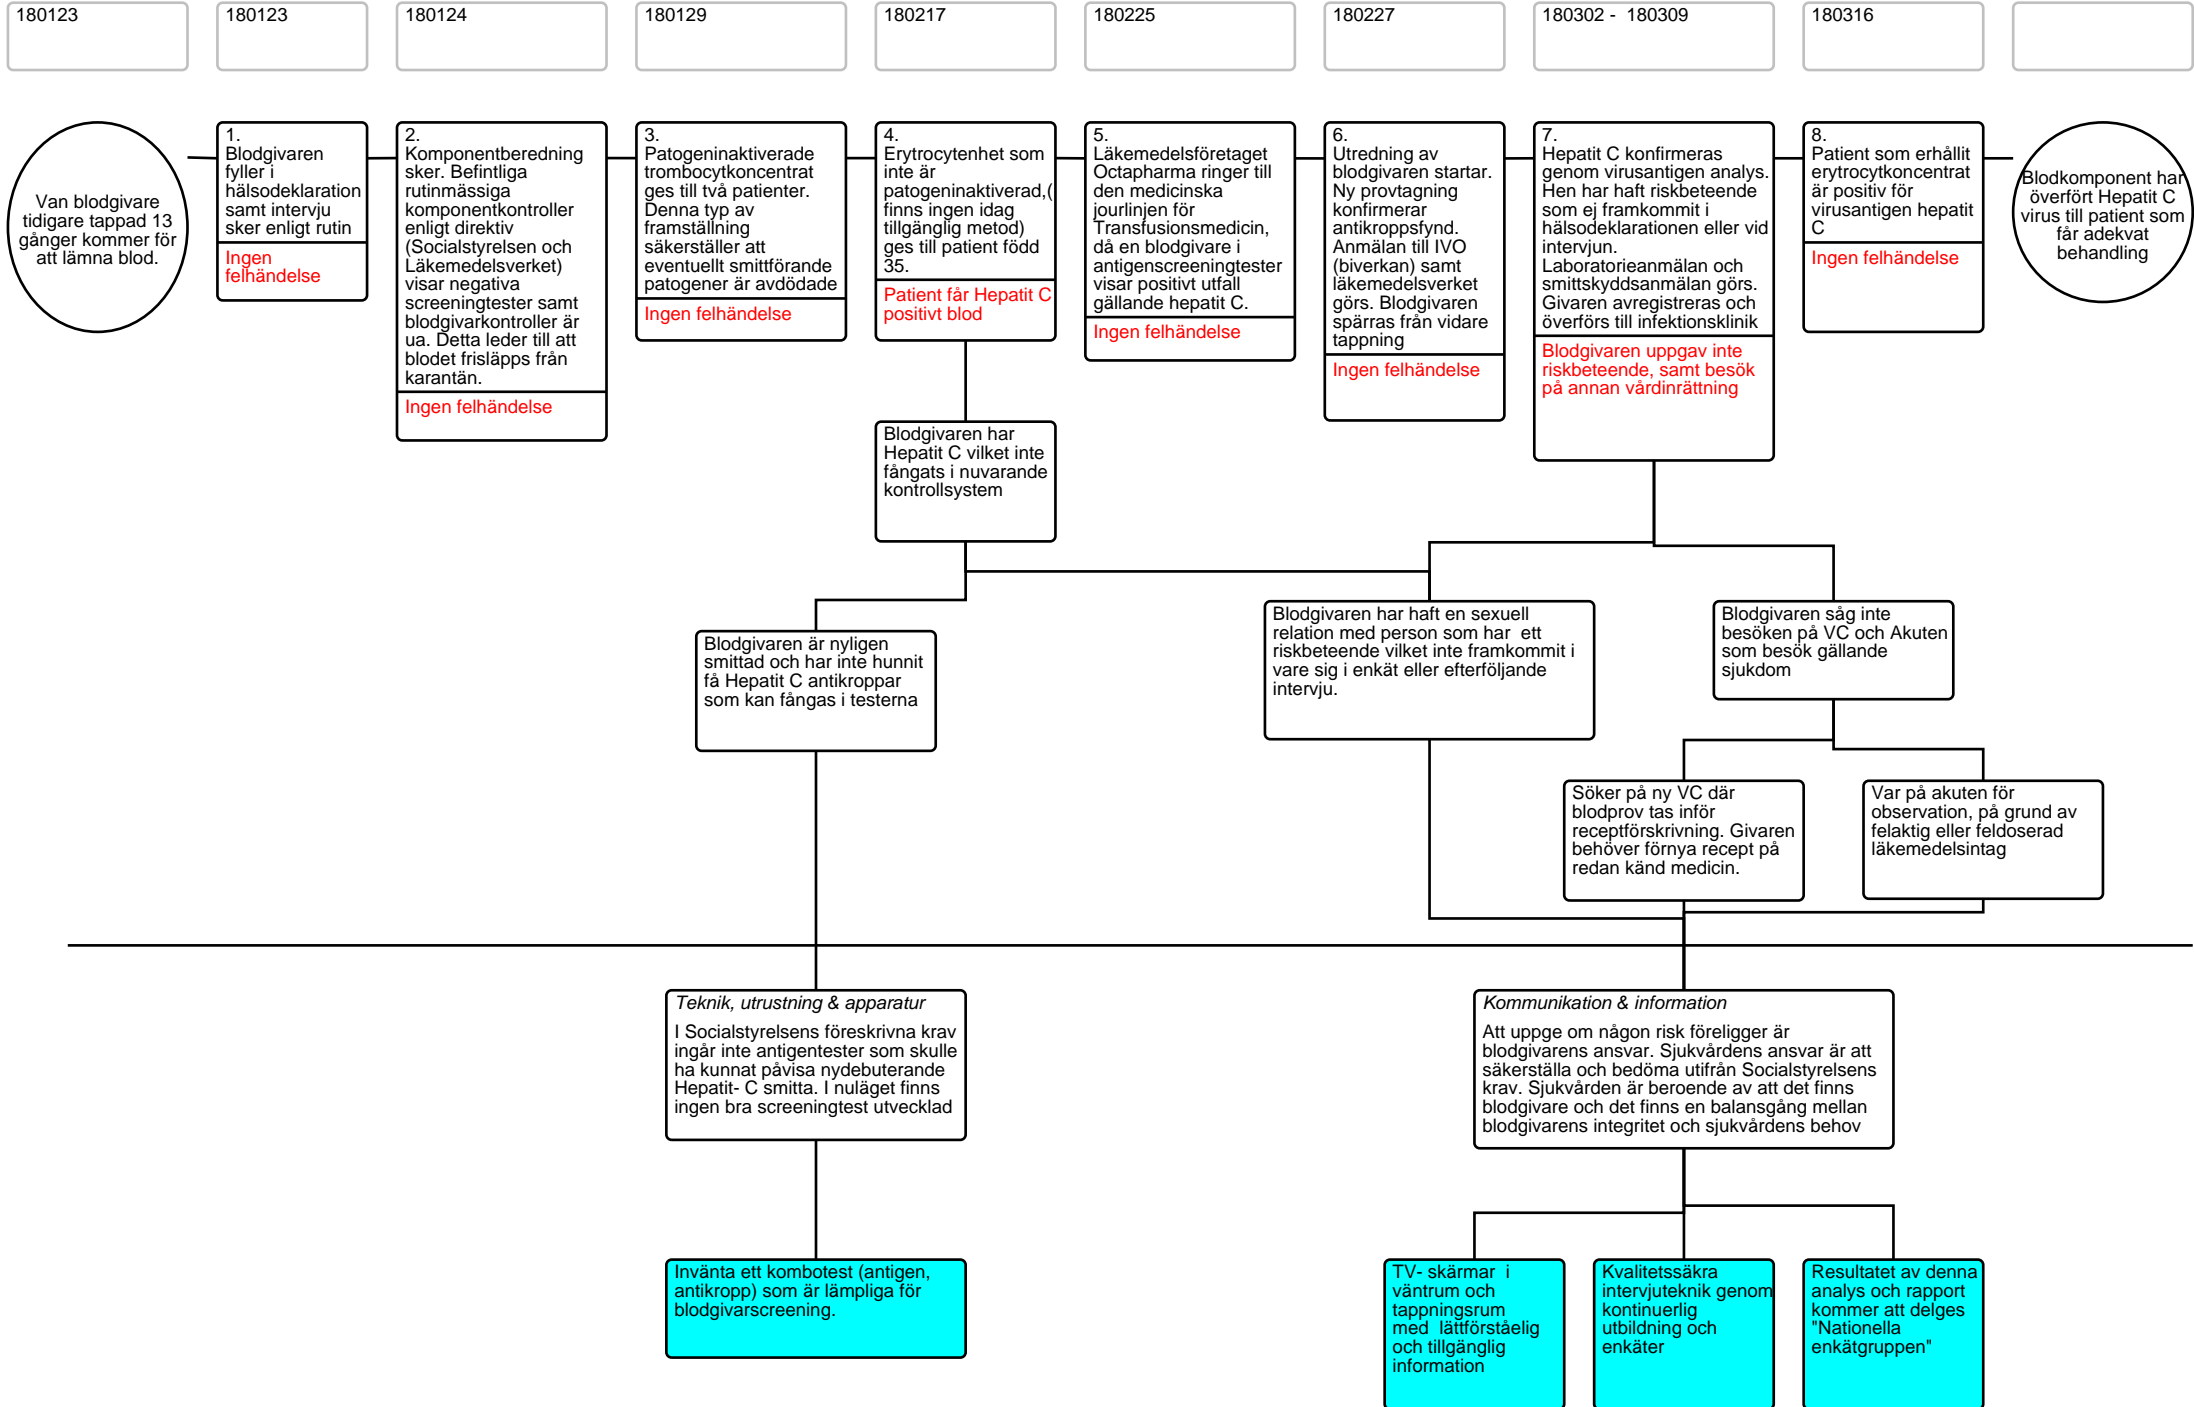 180123
180123
180124
180129
180217
180225
180227
180302 - 180309
180316
Van blodgivare
tidigare tappad 13
gånger kommer för
att lämna blod.
1.
Blodgivaren
fyller i
hälsodeklaration
samt intervju
sker enligt rutin
Ingen
felhändelse
2.
Komponentberedning
sker. Befintliga
rutinmässiga
komponentkontroller
enligt direktiv
(Socialstyrelsen och
Läkemedelsverket)
visar negativa
screeningtester samt
blodgivarkontroller är
ua. Detta leder till att
blodet frisläpps från
karantän.
Ingen felhändelse
3.
Patogeninaktiverade
trombocytkoncentrat
ges till två patienter.
Denna typ av
framställning
säkerställer att
eventuellt smittförande
patogener är avdödade
Ingen felhändelse
4.
Erytrocytenhet som
inte är
patogeninaktiverad,(
finns ingen idag
tillgänglig metod)
ges till patient född
35.
Patient får Hepatit C
positivt blod
5.
Läkemedelsföretaget
Octapharma ringer till
den medicinska
jourlinjen för
Transfusionsmedicin,
då en blodgivare i
antigenscreeningtester
visar positivt utfall
gällande hepatit C.
Ingen felhändelse
6.
Utredning av
blodgivaren startar.
Ny provtagning
konfirmerar
antikroppsfynd.
Anmälan till IVO
(biverkan) samt
läkemedelsverket
görs. Blodgivaren
spärras från vidare
tappning
Ingen felhändelse
7.
Hepatit C konfirmeras
genom virusantigen analys.
Hen har haft riskbeteende
som ej framkommit i
hälsodeklarationen eller vid
intervjun.
Laboratorieanmälan och
smittskyddsanmälan görs.
Givaren avregistreras och
överförs till infektionsklinik
Blodgivaren uppgav inte
riskbeteende, samt besök
på annan vårdinrättning
8.
Patient som erhållit
erytrocytkoncentrat
är positiv för
virusantigen hepatit
C
Ingen felhändelse
Blodkomponent har
överfört Hepatit C
virus till patient som
får adekvat
behandling
Blodgivaren har
Hepatit C vilket inte
fångats i nuvarande
kontrollsystem
Blodgivaren är nyligen
smittad och har inte hunnit
få Hepatit C antikroppar
som kan fångas i testerna
Blodgivaren har haft en sexuell
relation med person som har ett
riskbeteende vilket inte framkommit i
vare sig i enkät eller efterföljande
intervju.
Blodgivaren såg inte
besöken på VC och Akuten
som besök gällande
sjukdom
Söker på ny VC där
blodprov tas inför
receptförskrivning. Givaren
behöver förnya recept på
redan känd medicin.
Var på akuten för
observation, på grund av
felaktig eller feldoserad
läkemedelsintag
Teknik, utrustning & apparatur
I Socialstyrelsens föreskrivna krav
ingår inte antigentester som skulle
ha kunnat påvisa nydebuterande
Hepatit- C smitta. I nuläget finns
ingen bra screeningtest utvecklad
Kommunikation & information
Att uppge om någon risk föreligger är
blodgivarens ansvar. Sjukvårdens ansvar är att
säkerställa och bedöma utifrån Socialstyrelsens
krav. Sjukvården är beroende av att det finns
blodgivare och det finns en balansgång mellan
blodgivarens integritet och sjukvårdens behov
Invänta ett kombotest (antigen,
antikropp) som är lämpliga för
blodgivarscreening.
TV- skärmar i
väntrum och
tappningsrum
med lättförståelig
och tillgänglig
information
Kvalitetssäkra
intervjuteknik genom
kontinuerlig
utbildning och
enkäter
Resultatet av denna
analys och rapport
kommer att delges
"Nationella
enkätgruppen"